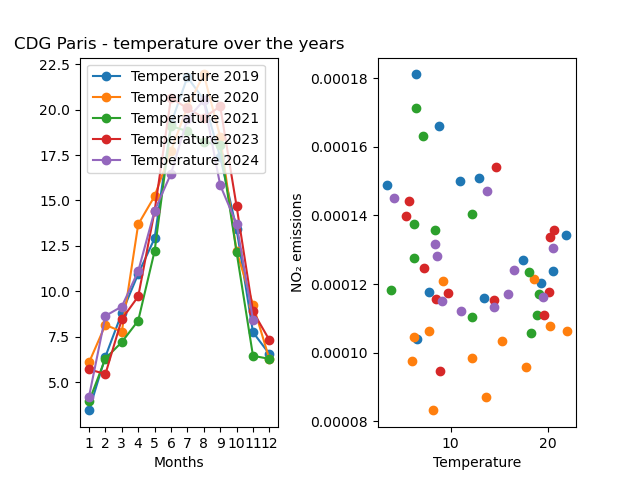 CDG Paris - temperature over the years
Temperature 2019
Temperature 2020
Temperature 2021
Temperature 2023
Temperature 2024
22.5
20.0
17.5
15.0
12.5
10.0
7.5
5.0
1 2 3 4 5 6 7 8 9 10 11 12
Months
0.00018
0.00016
0.00014
0.00012
0.00010
0.00008
NO₂ emissions
10 20
Temperature